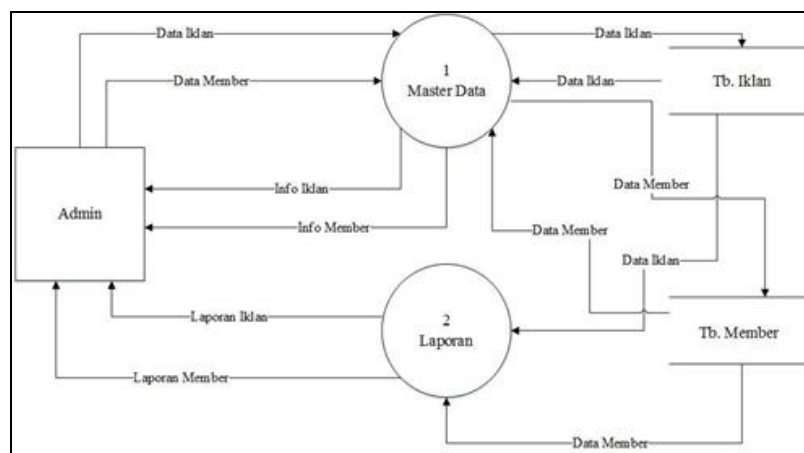 Data Iklan
Data Iklan
1
Master Data
Data Member
Data Iklan
Tb. Iklan
Info Iklan
Data Member
Admin
Info Member
Data Member
Data Iklan
2
Laporan
Laporan Iklan
Tb. Member
Laporan Member
Data Member